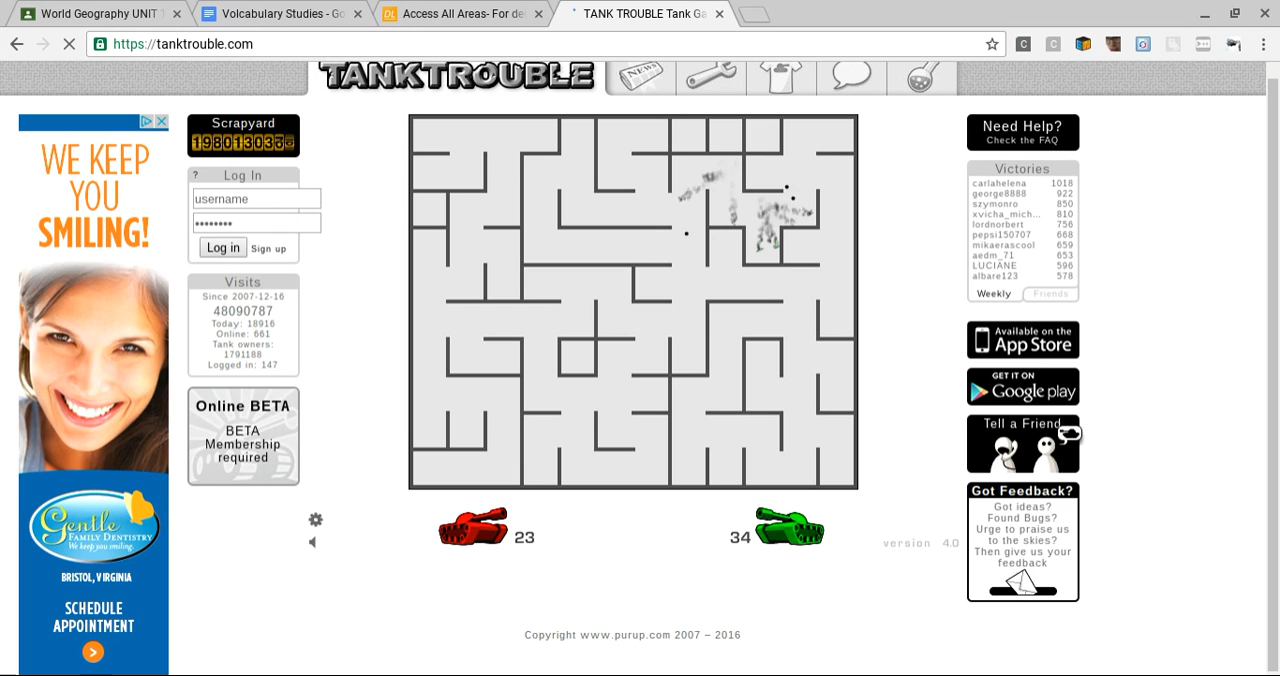 World Geography UNIT
Volcabulary Studies - Go
Access All Areas- For de
TANK TROUBLE Tank Ga
https://tanktrouble.com
TANKTROUBLE
NEWS
WE KEEP
YOU
SMILING!
Gentle
FAMILY DENTISTRY
We keep you smiling.
BRISTOL, VIRGINIA
SCHEDULE
APPOINTMENT
Scrapyard
? Log In
username
Log in Sign up
Visits
Since 2007-12-16
48090787
Today: 18916
Online: 661
Tank owners:
1791188
Logged in: 147
Online BETA
BETA
Membership
required
23
34
version 4.0
Copyright www.purup.com 2007 – 2016
Need Help?
Check the FAQ
Victories
carlahelena 1018
george8888 922
szymonro 850
xvicha_mich... 810
lordnorbert 756
pepsi150707 668
mikaerascool 659
aedm_71 653
LUCIANE 596
albare123 578
Weekly Friends
Available on the
App Store
GET IT ON
Google play
Tell a Friend
Got Feedback?
Got ideas?
Found Bugs?
Urge to praise us
to the skies?
Then give us your
feedback